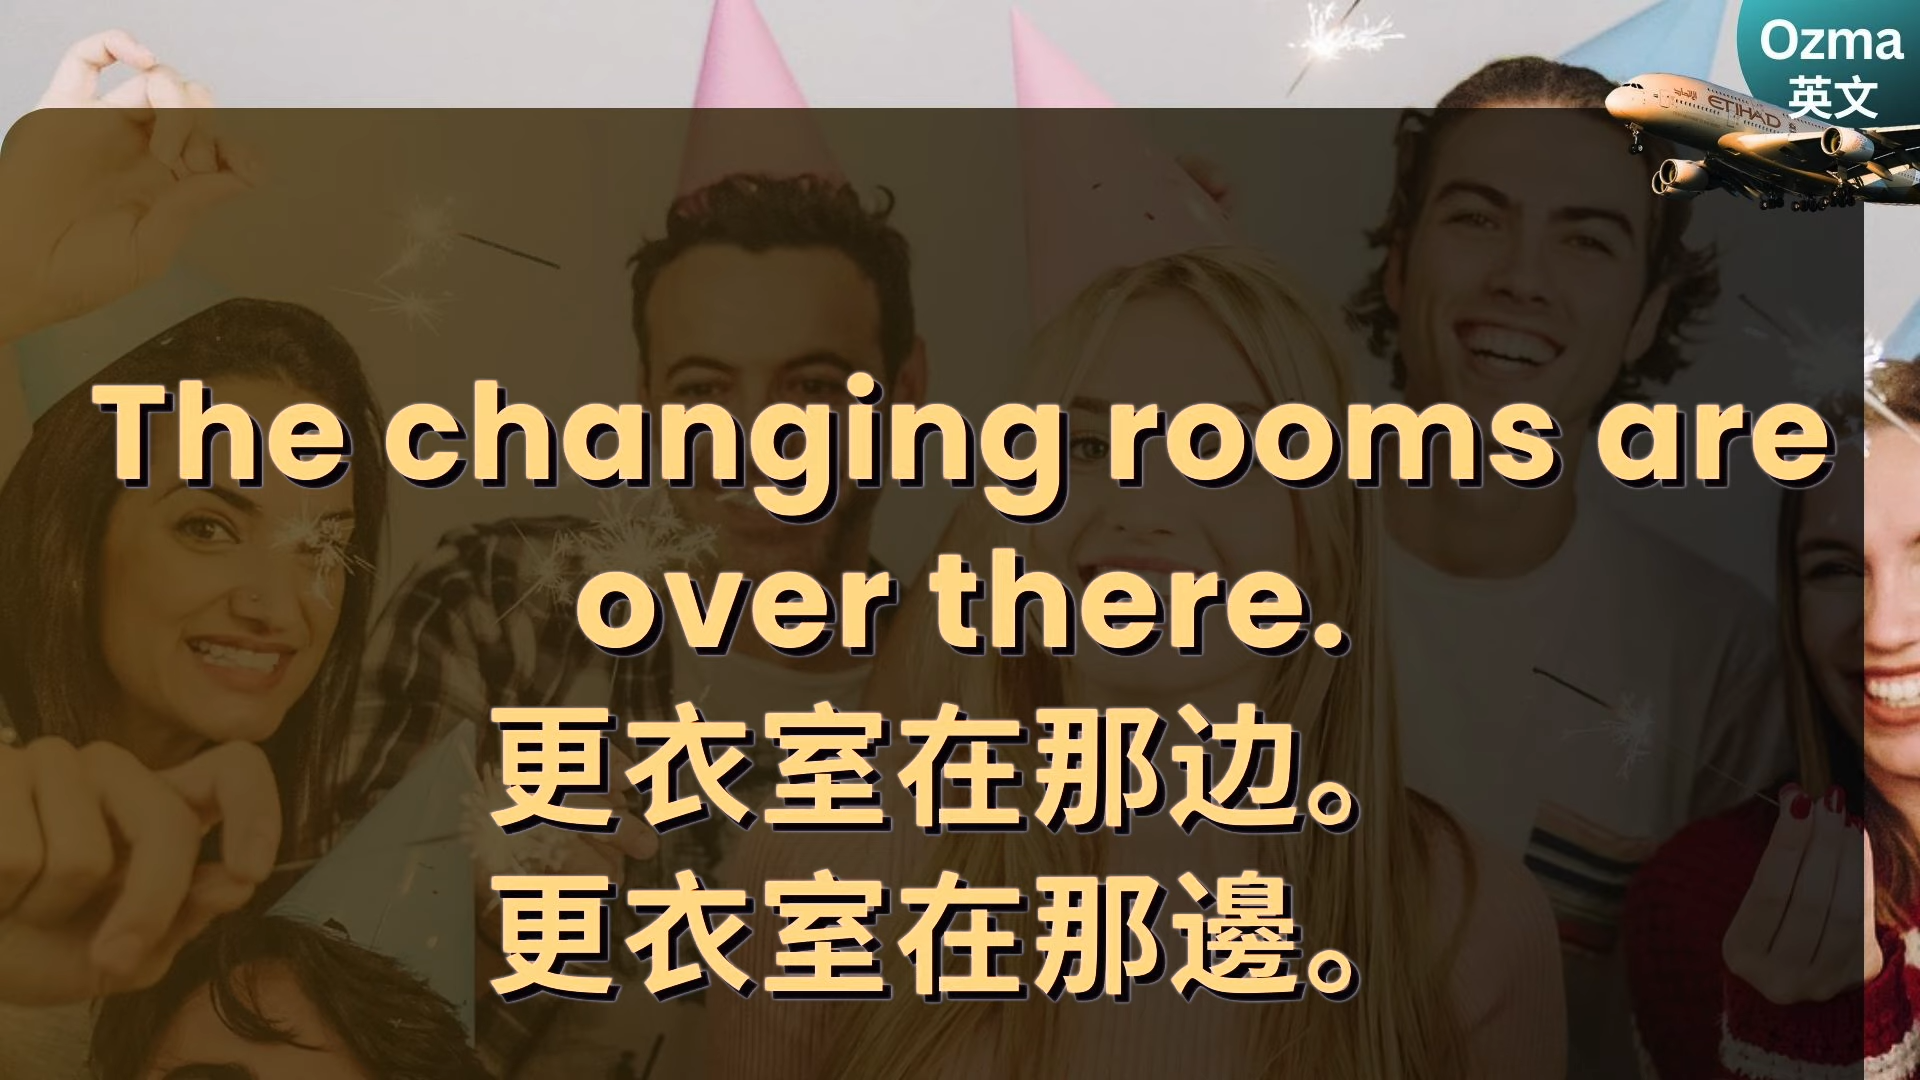 Ozma
英文
ETIHAD
The changing rooms are
over there.
更衣室在那边。
更衣室在那邊。